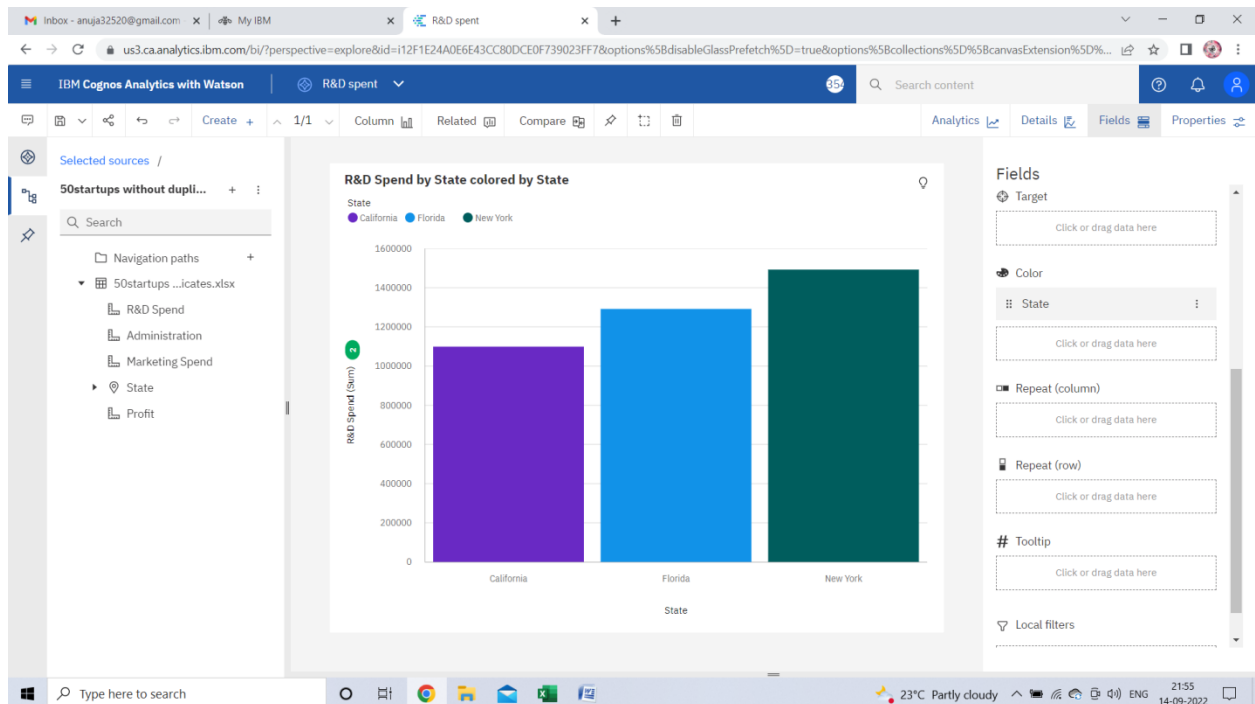 Inbox - anuja32520@gmail.com
My IBM
R&D spent
us3.ca.analytics.ibm.com/bi/?perspective=explore&id=i12F1E24A0E6E43CC80DCE0F739023FF7&options%5BdisableGlassPrefetch%5D=true&options%5Bcollections%5D%5BcanvasExtension%5D%...
IBM Cognos Analytics with Watson
R&D spent
354
Search content
Create +
1/1
Column
Related
Compare
Analytics
Details
Fields
Properties
Selected sources /
50startups without dupli...
Search
Navigation paths
50startups ...icates.xlsx
R&D Spend
Administration
Marketing Spend
State
Profit
R&D Spend by State colored by State
State
California
Florida
New York
1600000
1400000
1200000
1000000
800000
600000
400000
200000
0
R&D Spend (Sum)
2
California
Florida
New York
State
Fields
Target
Click or drag data here
Color
State
Click or drag data here
Repeat (column)
Click or drag data here
Repeat (row)
Click or drag data here
# Tooltip
Click or drag data here
Local filters
Type here to search
23°C Partly cloudy
ENG
21:55
14-09-2022